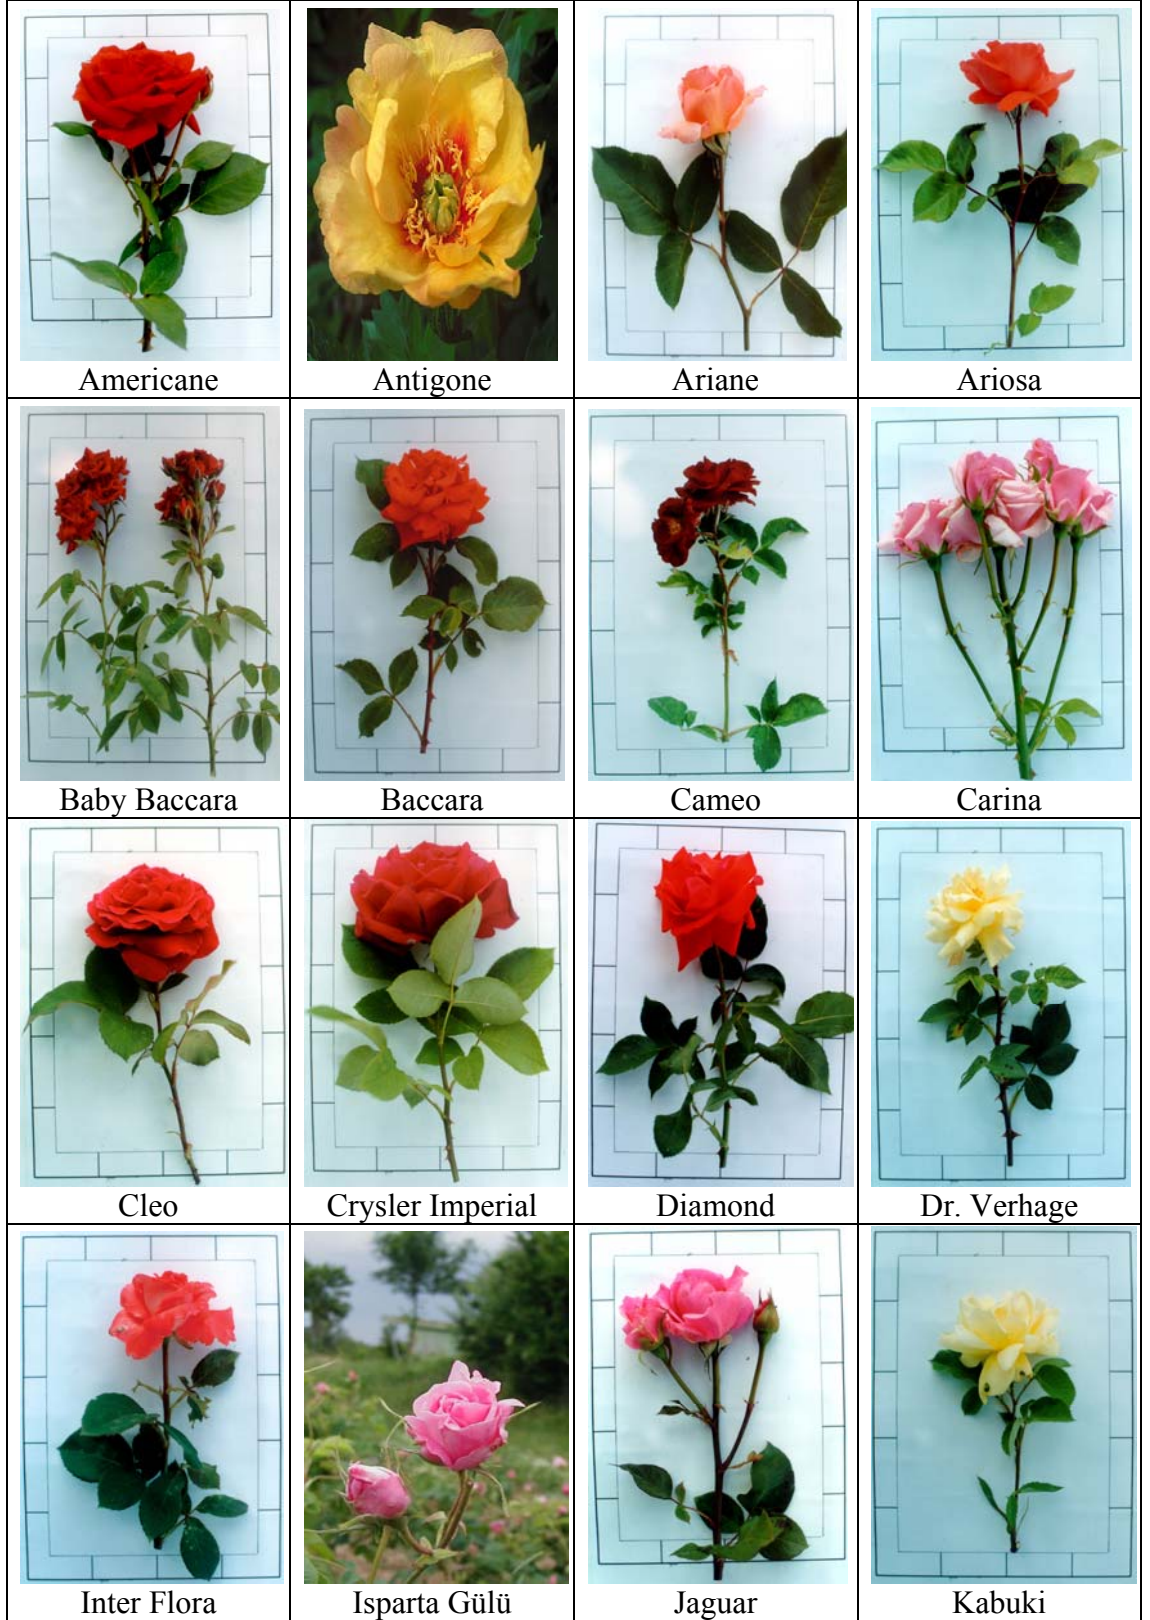 Americane
Antigone
Ariane
Ariosa
Baby Baccara
Baccara
Cameo
Carina
Cleo
Crysler Imperial
Diamond
Dr. Verhage
Inter Flora
Isparta Gülü
Jaguar
Kabuki